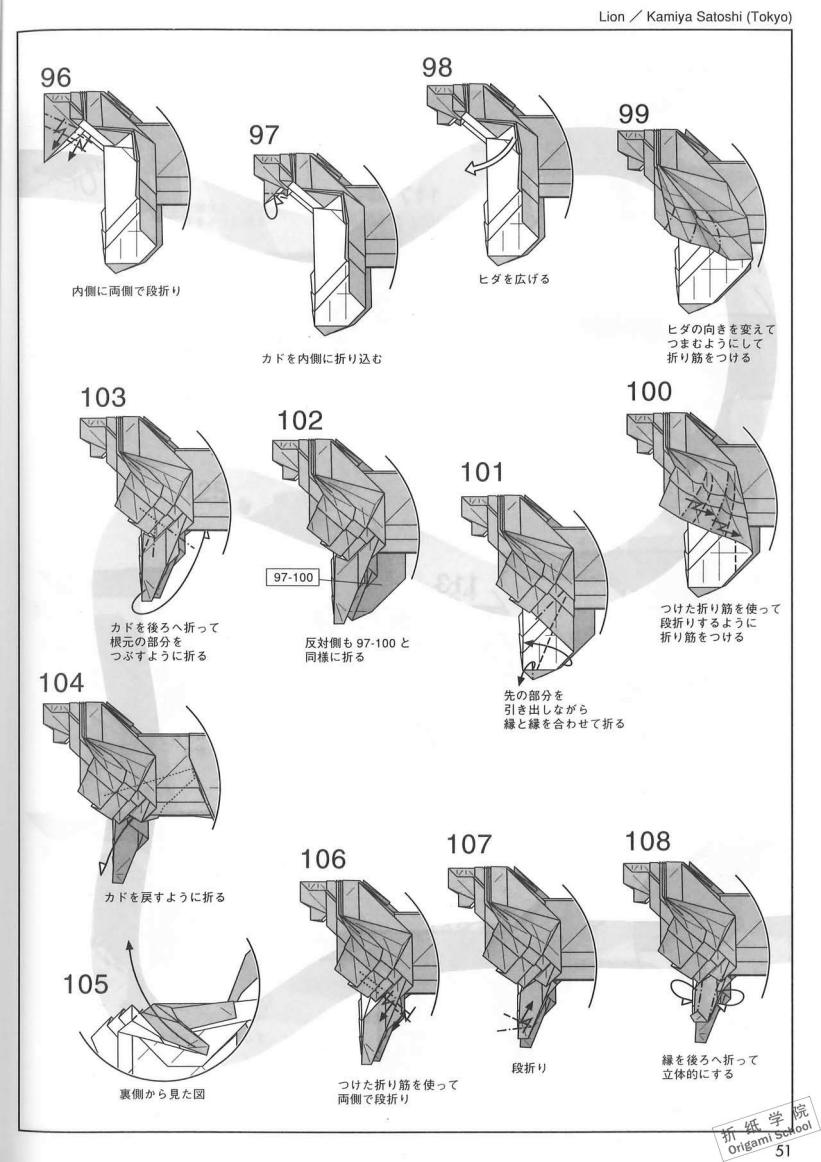 Lion ／ Kamiya Satoshi (Tokyo)
96
内側に両側で段折り
97
カドを内側に折り込む
98
ヒダを広げる
99
ヒダの向きを変えて
つまむようにして
折り筋をつける
100
つけた折り筋を使って
段折りするように
折り筋をつける
101
先の部分を
引き出しながら
縁と縁を合わせて折る
102
97-100
反対側も 97-100 と
同様に折る
103
カドを後ろへ折って
根元の部分を
つぶすように折る
104
カドを戻すように折る
105
裏側から見た図
106
つけた折り筋を使って
両側で段折り
107
段折り
108
縁を後ろへ折って
立体的にする
折纸学院
Origami School
51